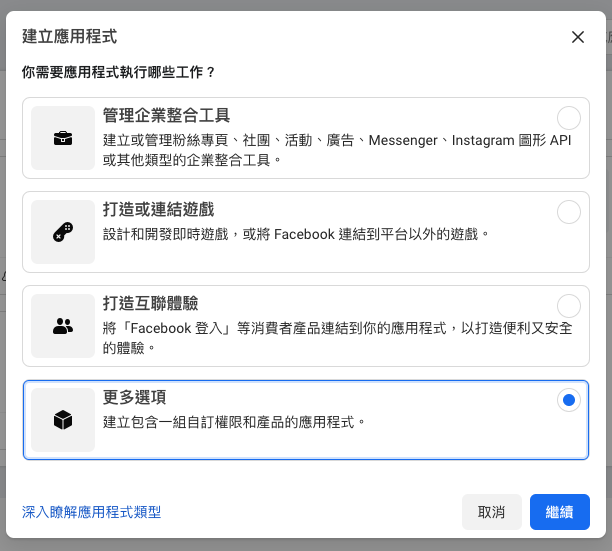 建立應用程式
你需要應用程式執行哪些工作？
管理企業整合工具
建立或管理粉絲專頁、社團、活動、廣告、Messenger、Instagram 圖形 API
或其他類型的企業整合工具。
打造或連結遊戲
設計和開發即時遊戲，或將 Facebook 連結到平台以外的遊戲。
打造互聯體驗
將「Facebook 登入」等消費者產品連結到你的應用程式，以打造便利又安全
的體驗。
更多選項
建立包含一組自訂權限和產品的應用程式。
深入瞭解應用程式類型
取消
繼續